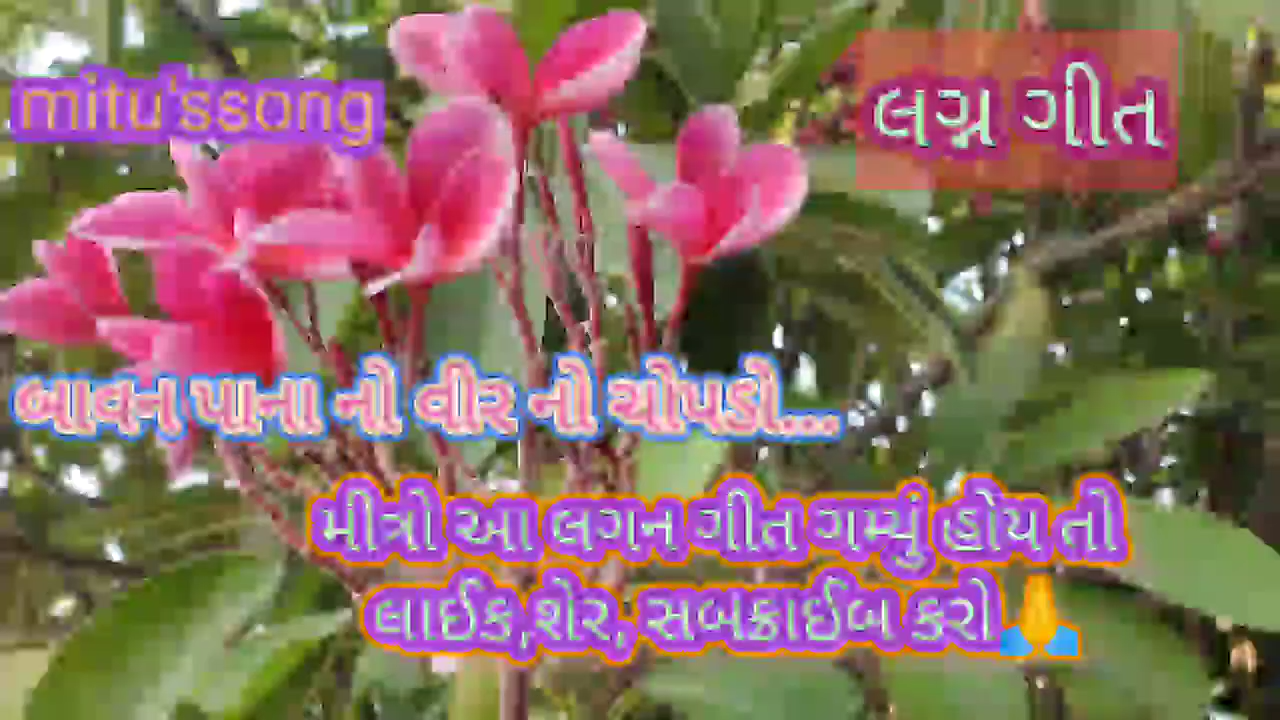 mitu'ssong
લગ્ન ગીત
બાવન પાના નો વીર નો ચોપડો...
મીત્રો આ લગન ગીત ગમ્યું હોય તો
લાઈક,શેર, સબક્રાઈબ કરો🙏